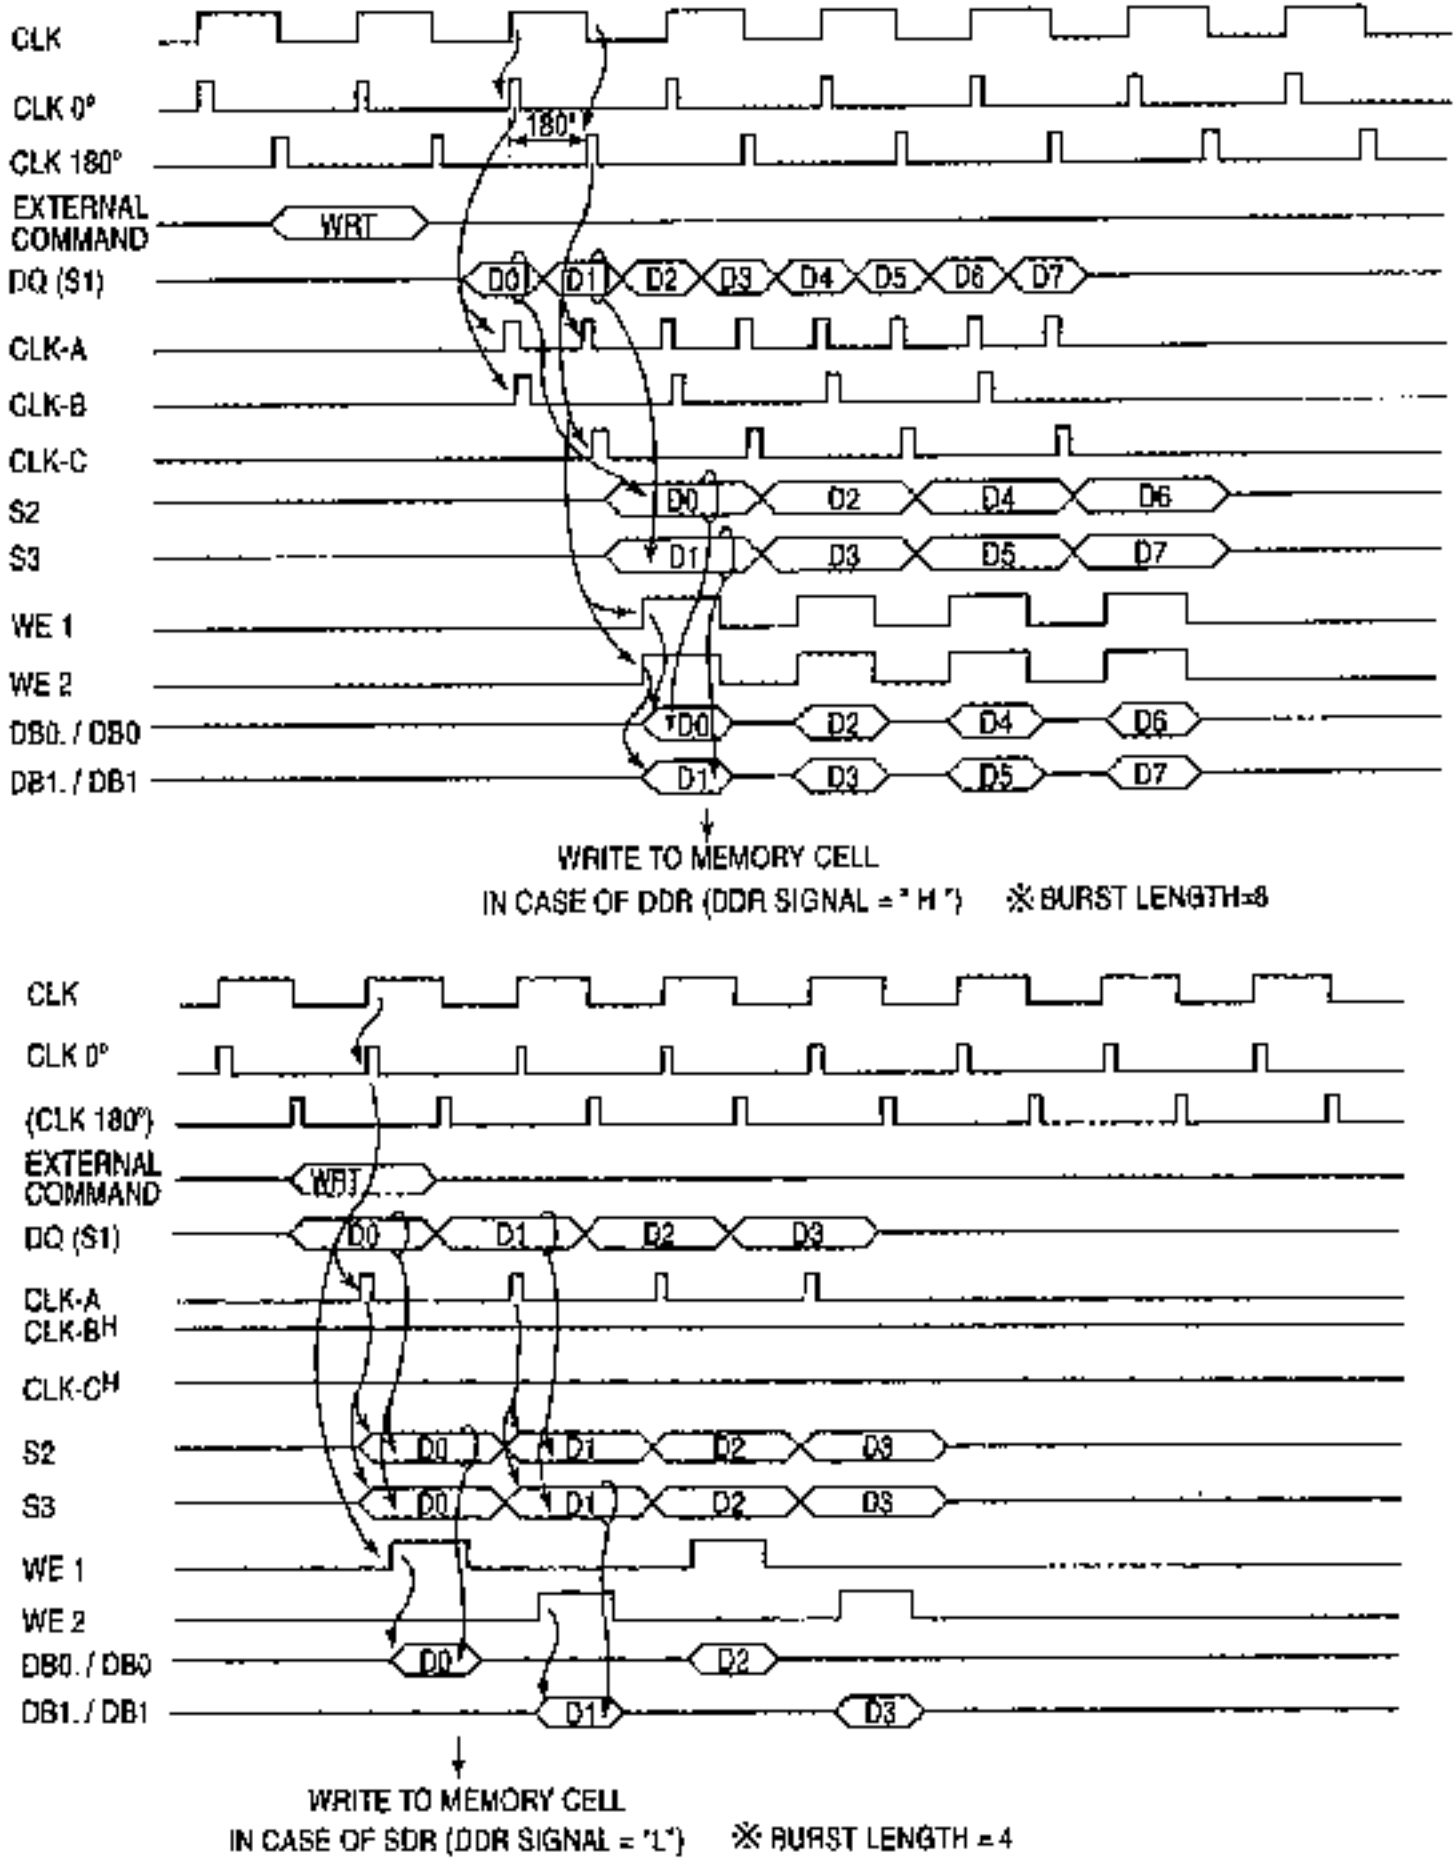 CLK
CLK 0°
180°
CLK 180°
EXTERNAL
COMMAND
WRT
DQ (S1) D0 D1 D2 D3 D4 D5 D6 D7
CLK-A
CLK-B
CLK-C
S2 D0 D2 D4 D6
S3 D1 D3 D5 D7
WE 1
WE 2
DB0. / DB0 D0 D2 D4 D6
DB1. / DB1 D1 D3 D5 D7
WRITE TO MEMORY CELL
IN CASE OF DDR (DDR SIGNAL = "H") ※ BURST LENGTH=8
CLK
CLK 0°
(CLK 180°)
EXTERNAL
COMMAND
WRT
DQ (S1) D0 D1 D2 D3
CLK-A
CLK-B H
CLK-C H
S2 D0 D1 D2 D3
S3 D0 D1 D2 D3
WE 1
WE 2
DB0. / DB0 D0 D2
DB1. / DB1 D1 D3
WRITE TO MEMORY CELL
IN CASE OF SDR (DDR SIGNAL = "L") ※ BURST LENGTH = 4